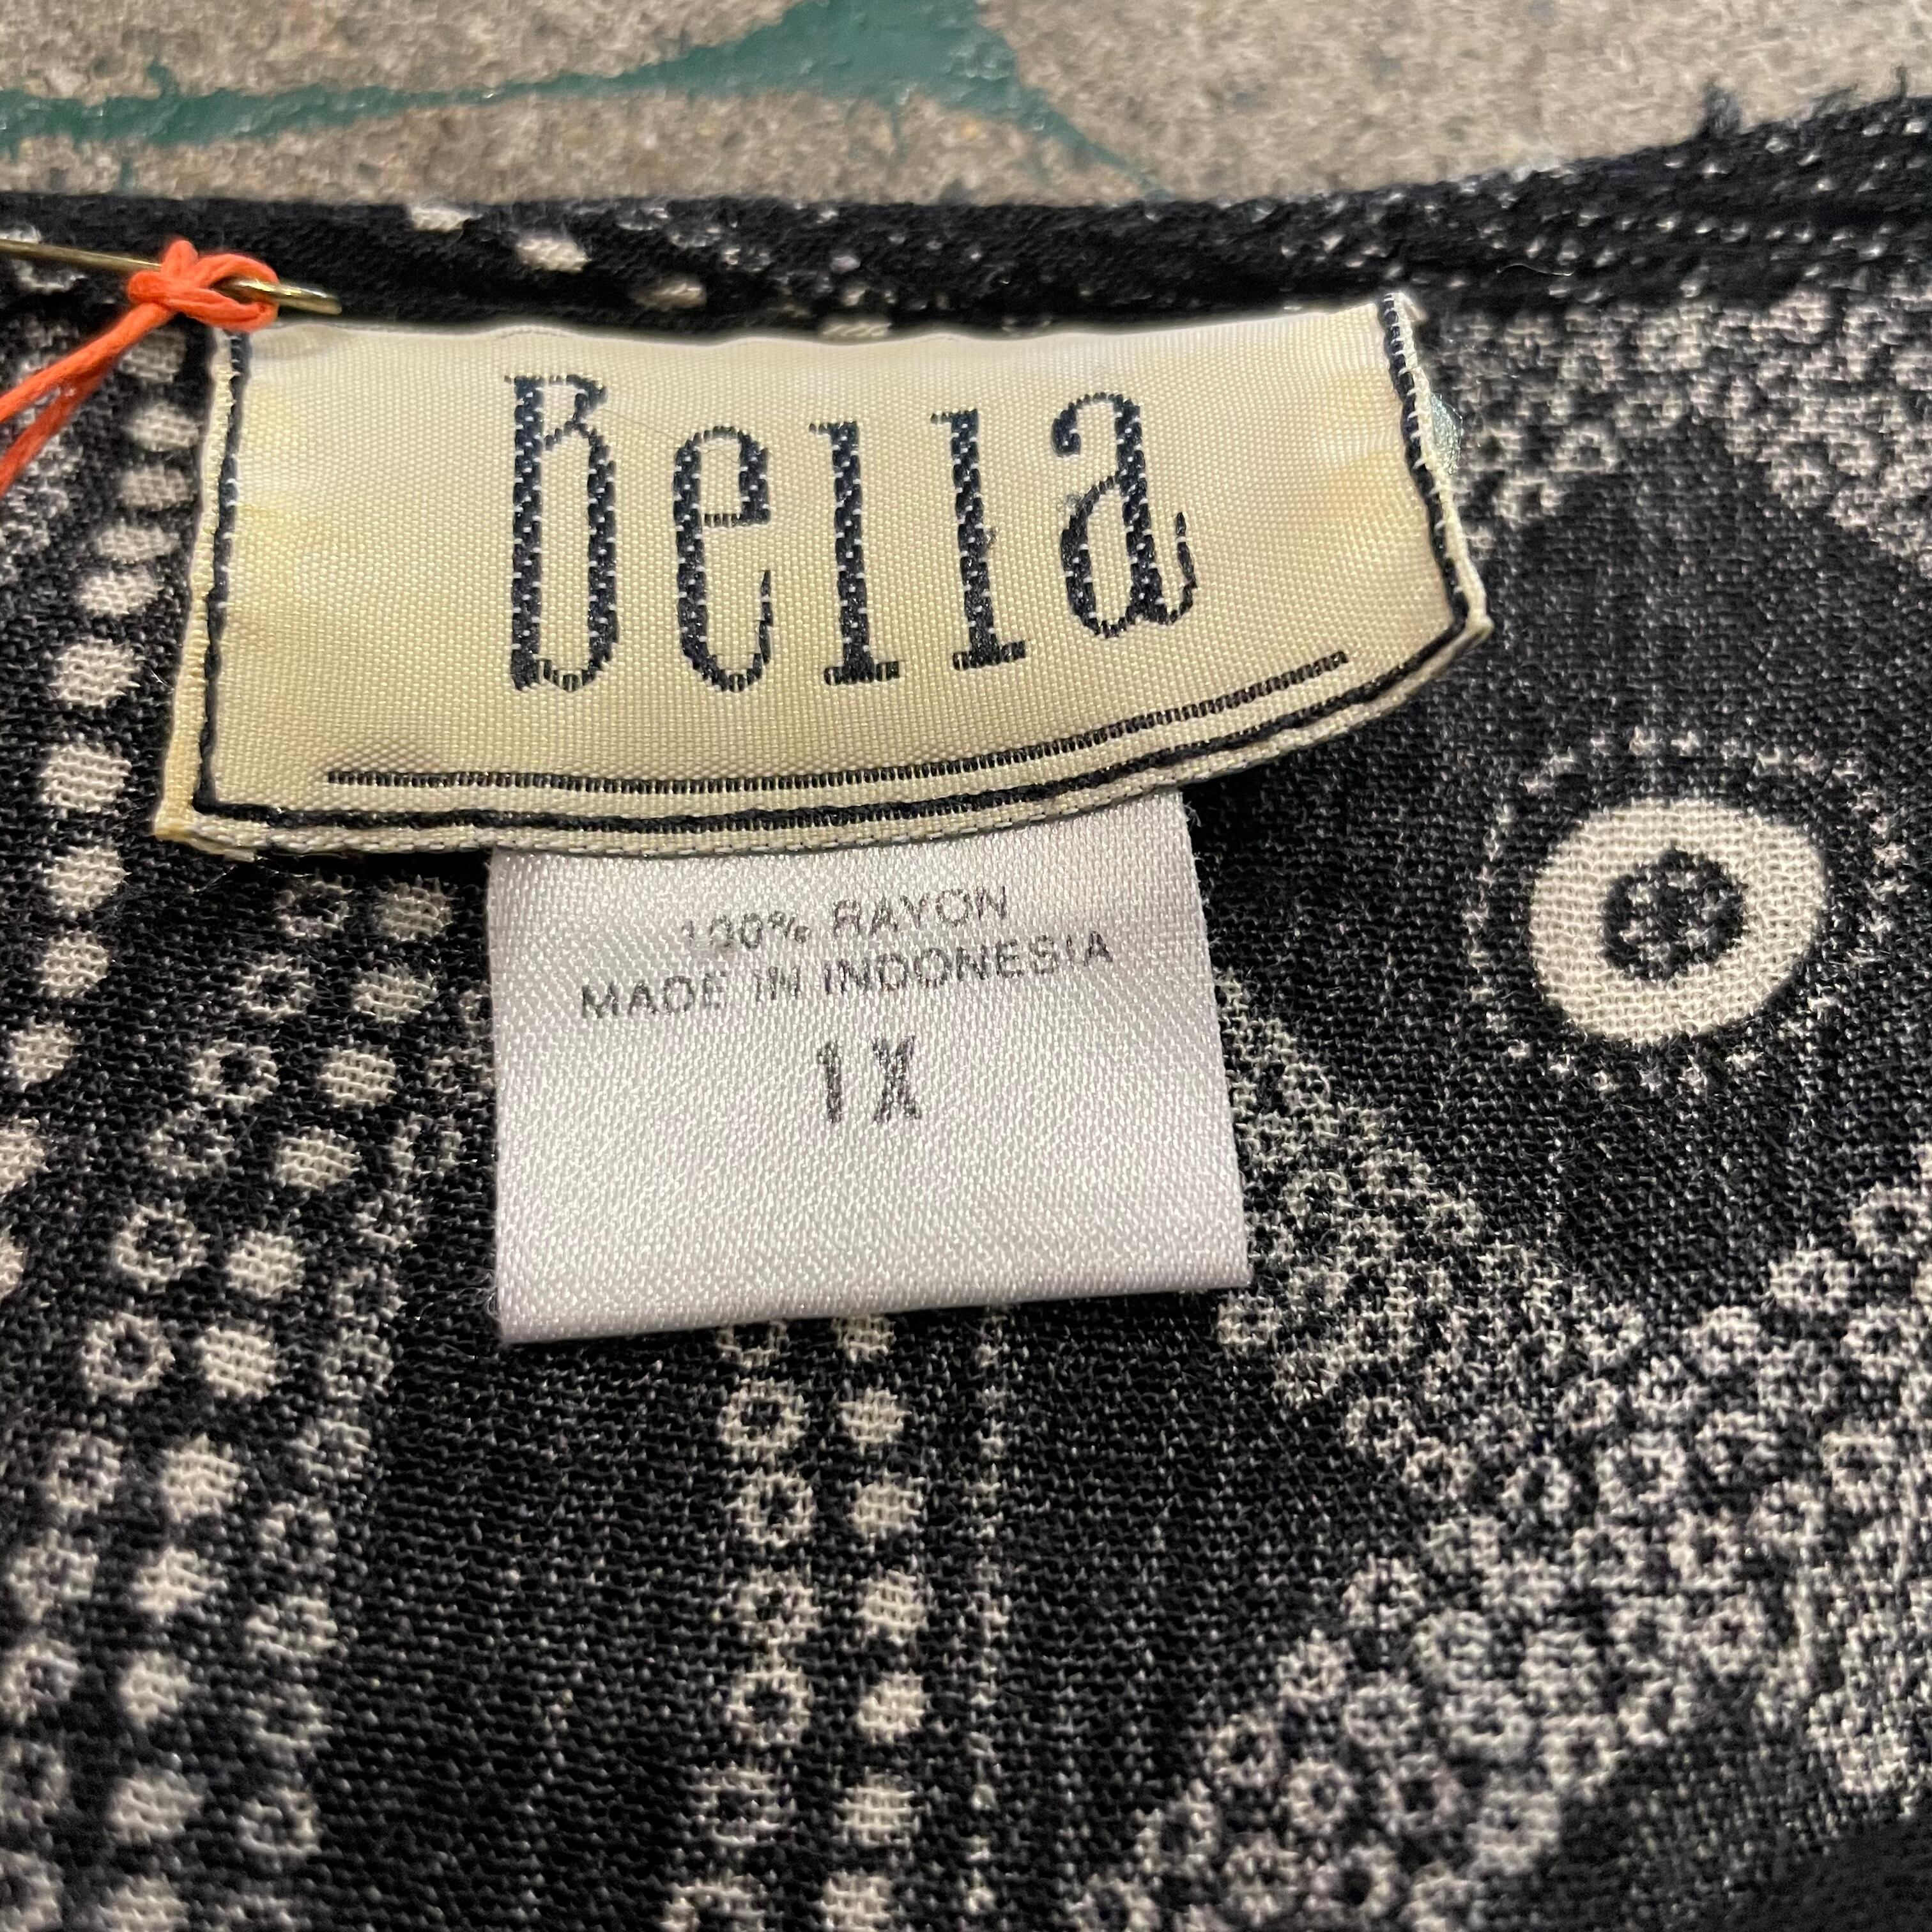 Bella
100% RAYON
MADE IN INDONESIA
1X